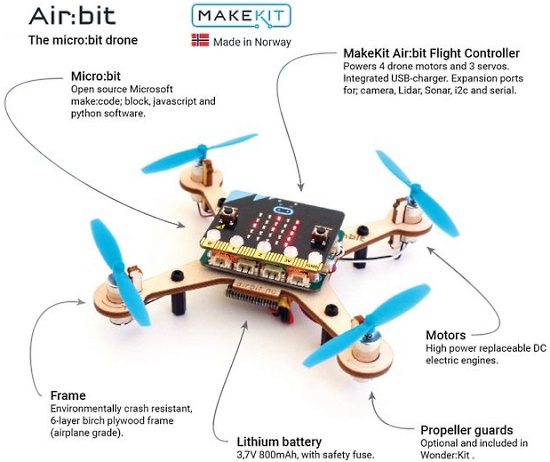 Air:bit
MAKEKIT
The micro:bit drone
Made in Norway
MakeKit Air:bit Flight Controller
Powers 4 drone motors and 3 servos.
Integrated USB-charger. Expansion ports
for; camera, Lidar, Sonar, i2c and serial.
Micro:bit
Open source Microsoft
make:code; block, javascript and
python software.
airbit.no
Motors
High power replaceable DC
electric engines.
Frame
Environmentally crash resistant,
6-layer birch plywood frame
(airplane grade).
Lithium battery
3,7V 800mAh, with safety fuse.
Propeller guards
Optional and included in
Wonder:Kit .